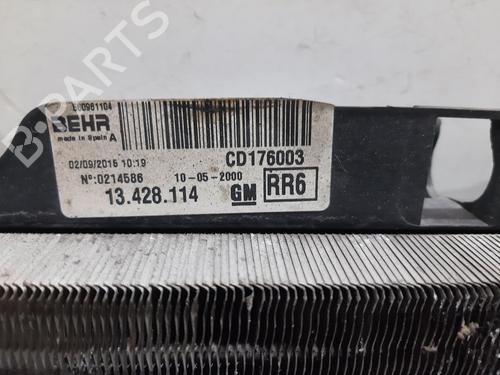 500961104
BEHR
made in Spain A
CD176003
02/09/2015 10:19
Nº:0214586 10-05-2000
13.428.114 GM RR6
B-PARTS